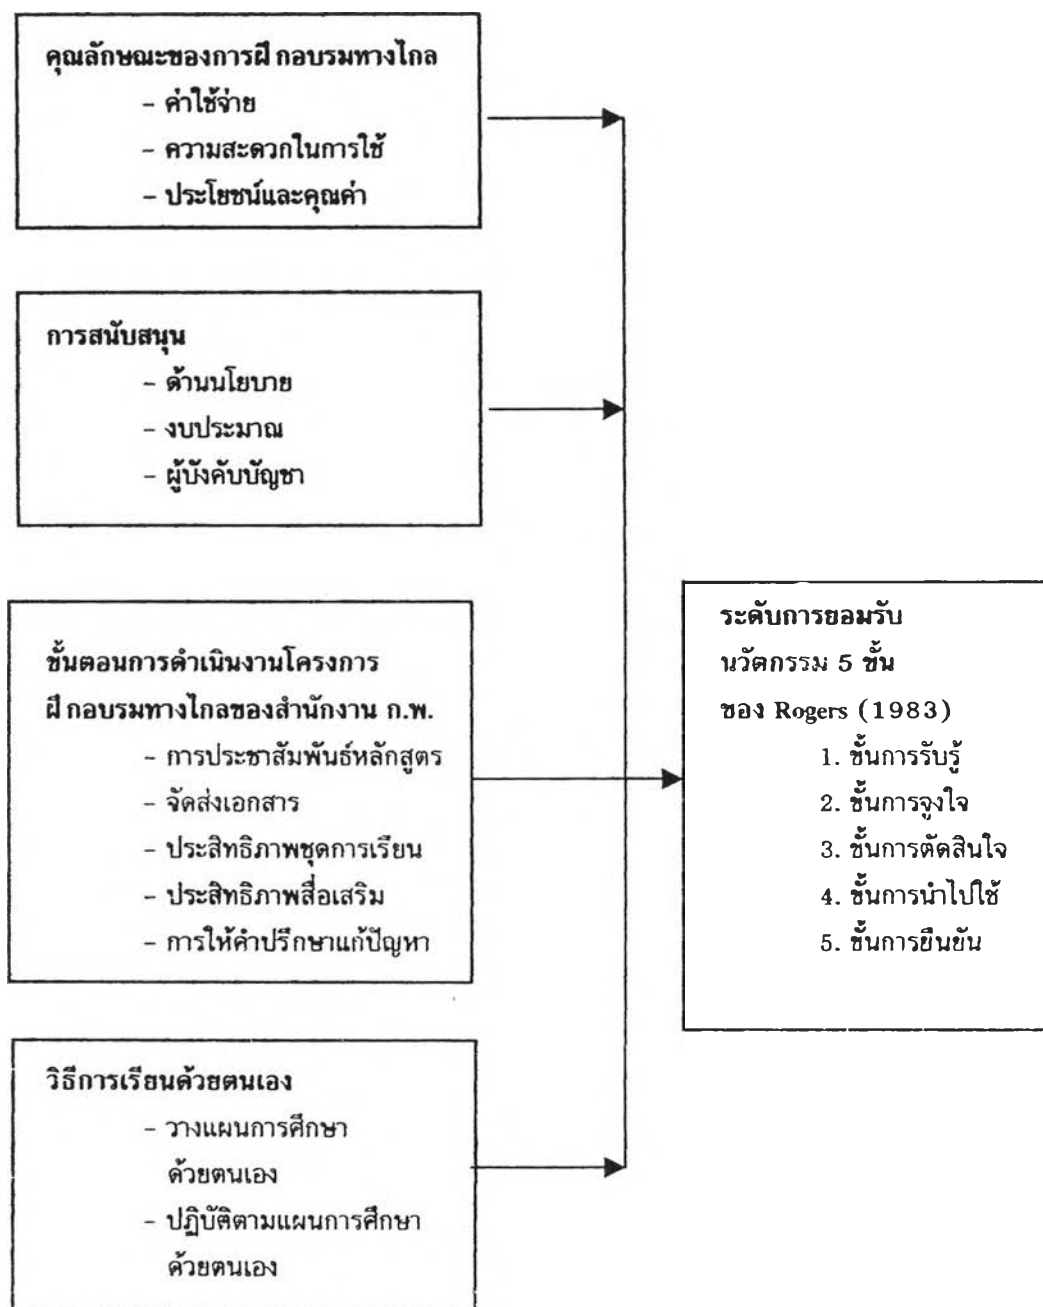 คุณลักษณะของการฝึกอบรมทางไกล
- ค่าใช้จ่าย
- ความสะดวกในการใช้
- ประโยชน์และคุณค่า
การสนับสนุน
- ด้านนโยบาย
- งบประมาณ
- ผู้บังคับบัญชา
ขั้นตอนการดำเนินงานโครงการ
ฝึกอบรมทางไกลของสำนักงาน ก.พ.
- การประชาสัมพันธ์หลักสูตร
- จัดส่งเอกสาร
- ประสิทธิภาพชุดการเรียน
- ประสิทธิภาพสื่อเสริม
- การให้คำปรึกษาแก้ปัญหา
วิธีการเรียนด้วยตนเอง
- วางแผนการศึกษา
ด้วยตนเอง
- ปฏิบัติตามแผนการศึกษา
ด้วยตนเอง
ระดับการยอมรับ
นวัตกรรม 5 ขั้น
ของ Rogers (1983)
1. ขั้นการรับรู้
2. ขั้นการจูงใจ
3. ขั้นการตัดสินใจ
4. ขั้นการนำไปใช้
5. ขั้นการยืนยัน